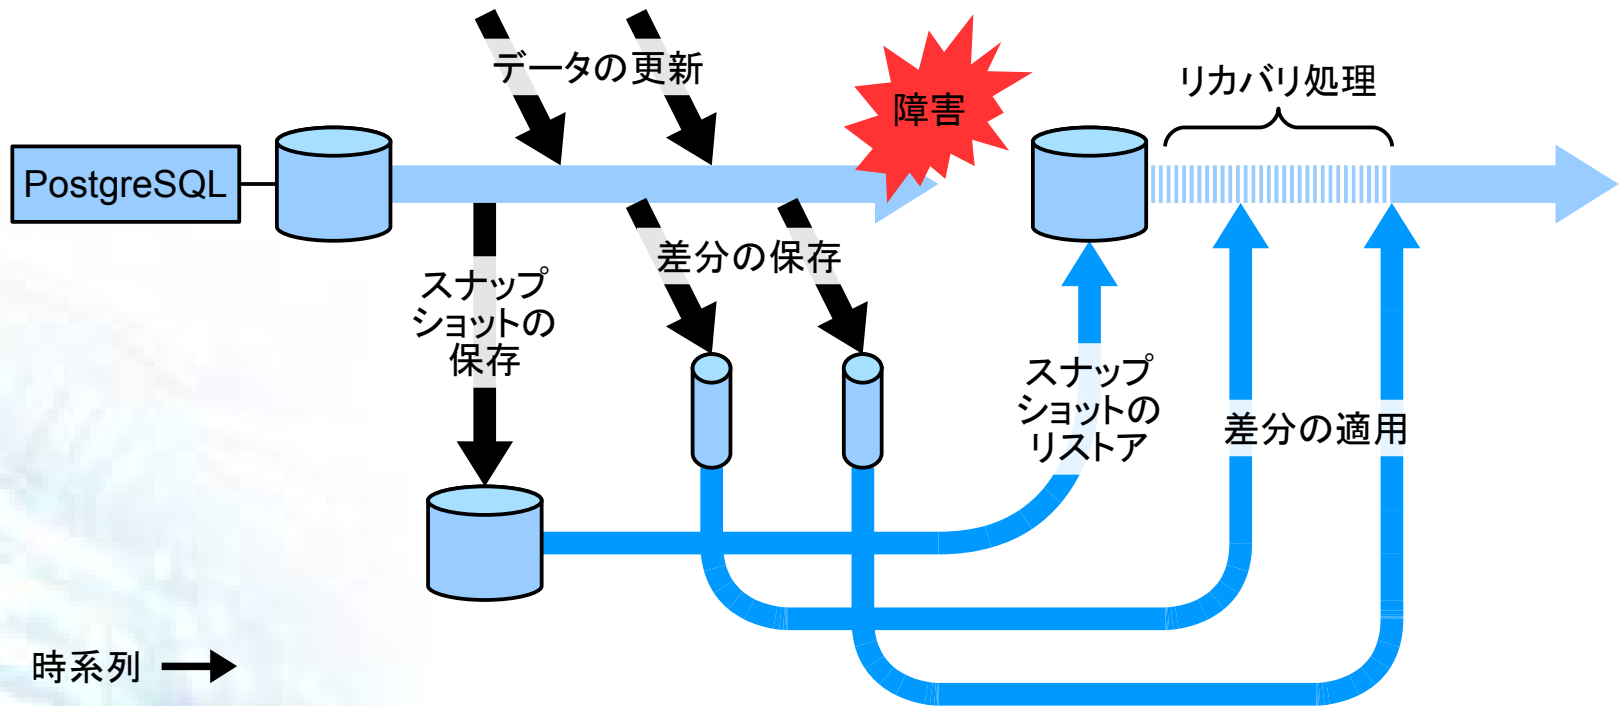 データの更新
障害
リカバリ処理
PostgreSQL
差分の保存
スナップ
ショットの
保存
スナップ
ショットの
リストア
差分の適用
時系列